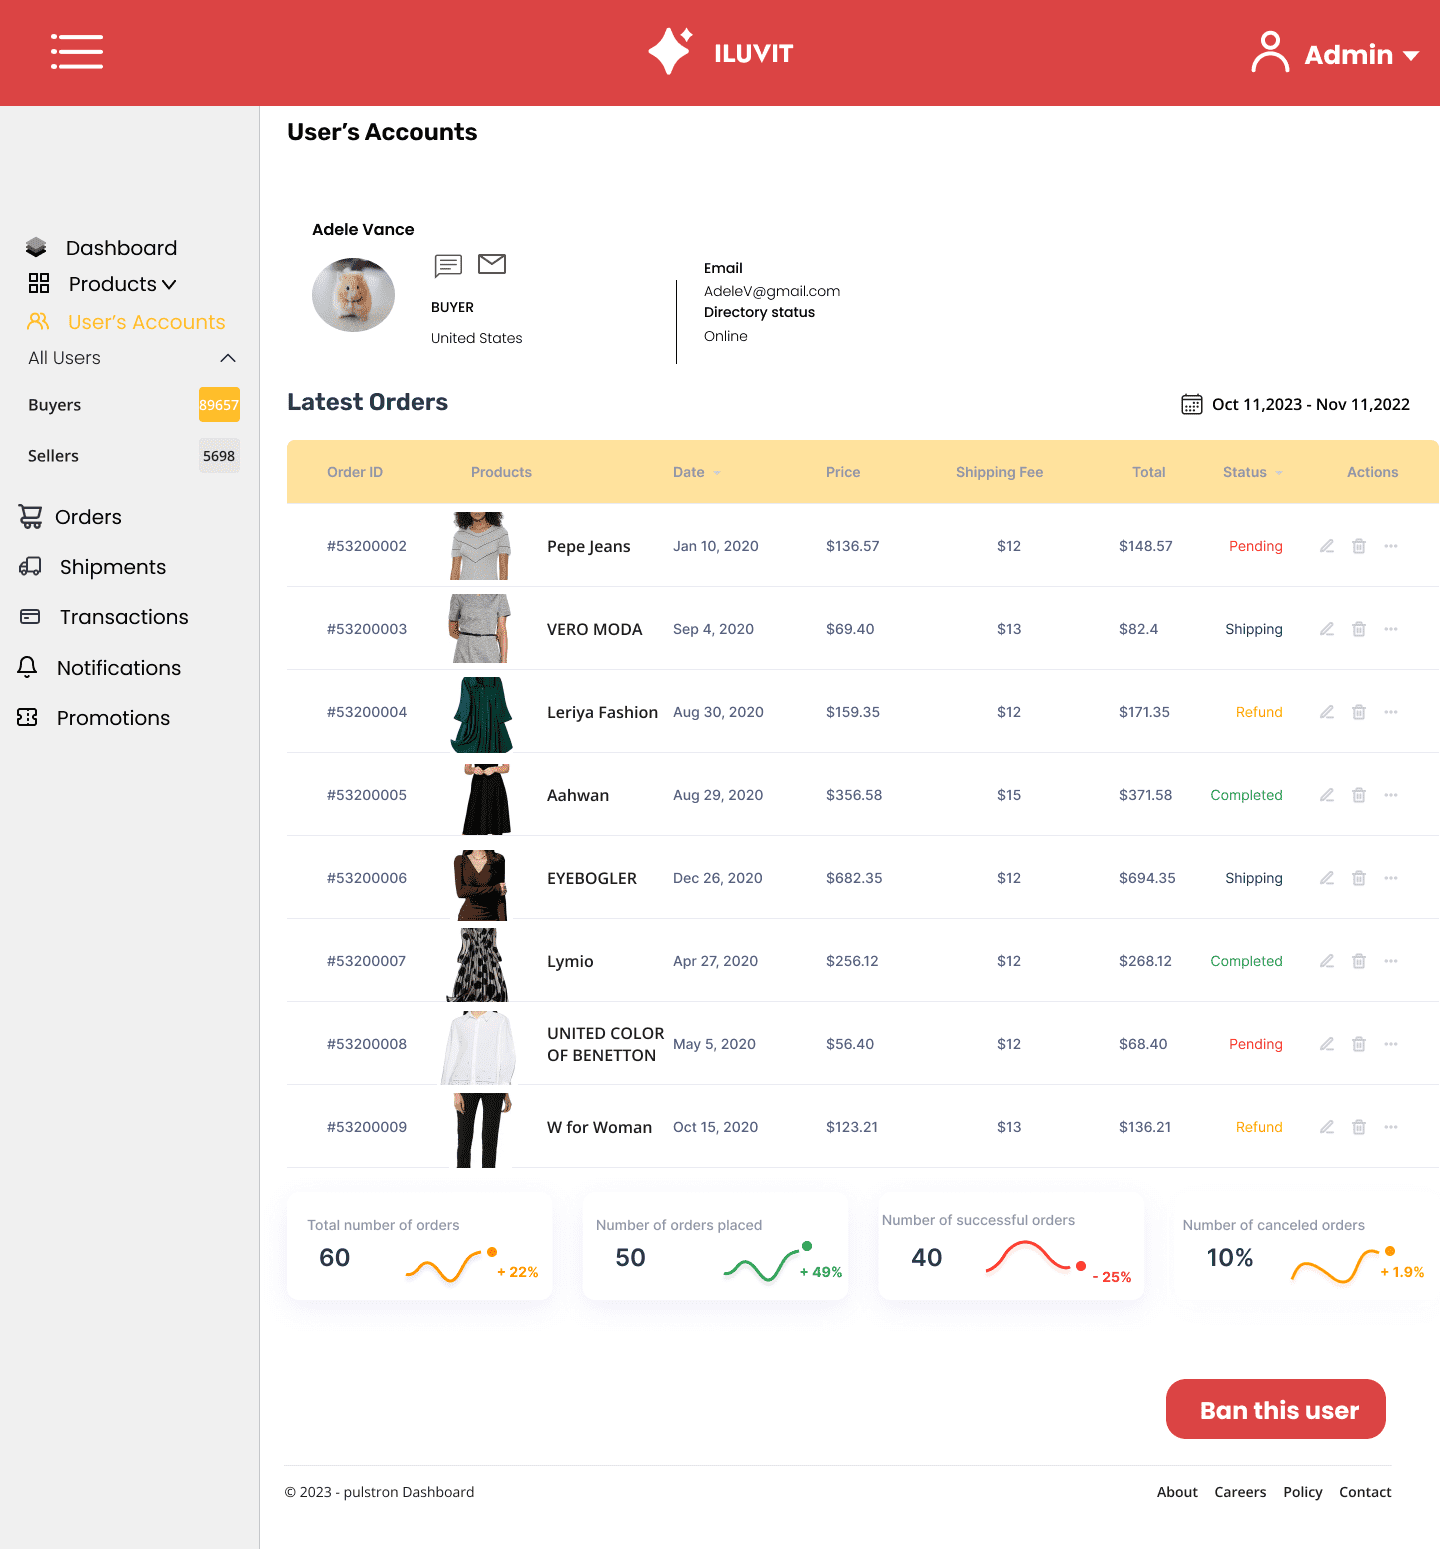 ILUVIT
Admin
User's Accounts
Dashboard
Products
User's Accounts
All Users
Buyers 89657
Sellers 5698
Orders
Shipments
Transactions
Notifications
Promotions
Adele Vance
BUYER
United States
Email
AdeleV@gmail.com
Directory status
Online
Latest Orders
Oct 11,2023 - Nov 11,2022
Order ID Products Date Price Shipping Fee Total Status Actions
#53200002 Pepe Jeans Jan 10, 2020 $136.57 $12 $148.57 Pending
#53200003 VERO MODA Sep 4, 2020 $69.40 $13 $82.4 Shipping
#53200004 Leriya Fashion Aug 30, 2020 $159.35 $12 $171.35 Refund
#53200005 Aahwan Aug 29, 2020 $356.58 $15 $371.58 Completed
#53200006 EYEBOGLER Dec 26, 2020 $682.35 $12 $694.35 Shipping
#53200007 Lymio Apr 27, 2020 $256.12 $12 $268.12 Completed
#53200008 UNITED COLOR
OF BENETTON May 5, 2020 $56.40 $12 $68.40 Pending
#53200009 W for Woman Oct 15, 2020 $123.21 $13 $136.21 Refund
Total number of orders
60
+ 22%
Number of orders placed
50
+ 49%
Number of successful orders
40
- 25%
Number of canceled orders
10%
+ 1.9%
Ban this user
© 2023 - pulstron Dashboard
About Careers Policy Contact